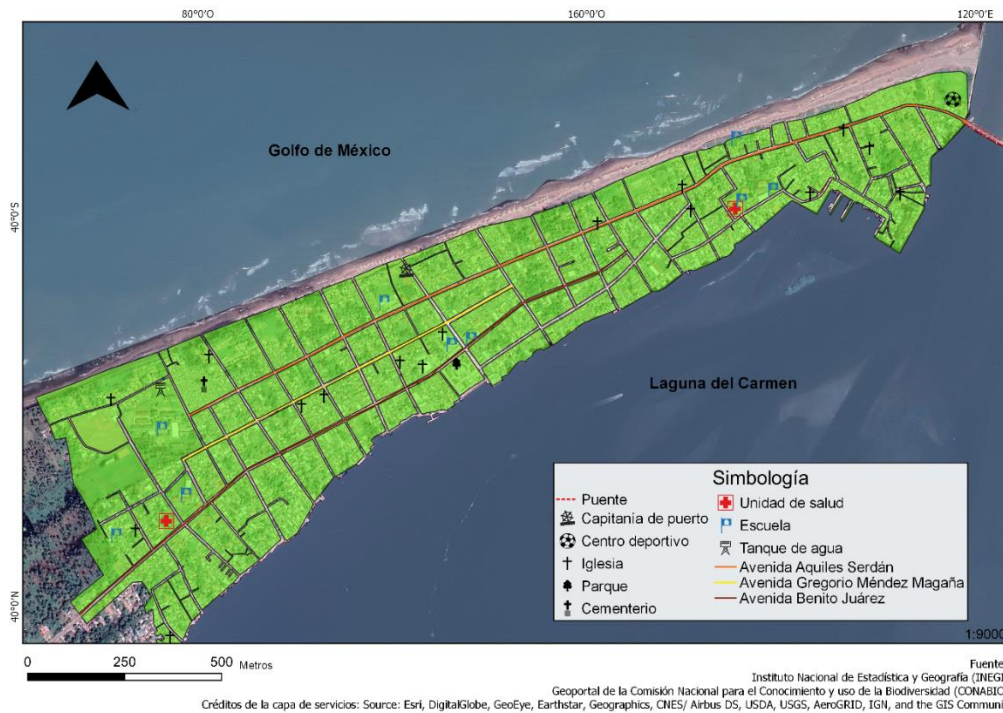 80°0'O 160°0'O 120°0'E
40°0'S
Golfo de México
Laguna del Carmen
40°0'N
Simbología
Puente
Capitanía de puerto
Centro deportivo
Iglesia
Parque
Cementerio
Unidad de salud
Escuela
Tanque de agua
Avenida Aquiles Serdán
Avenida Gregorio Méndez Magaña
Avenida Benito Juárez
1:9000
0 250 500 Metros
Fuente
Instituto Nacional de Estadística y Geografía (INEGI
Geoportal de la Comisión Nacional para el Conocimiento y uso de la Biodiversidad (CONABIO
Créditos de la capa de servicios: Source: Esri, DigitalGlobe, GeoEye, Earthstar, Geographics, CNES/ Airbus DS, USDA, USGS, AeroGRID, IGN, and the GIS Commun